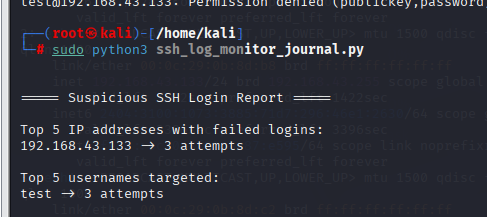 test@192.168.43.133: Permission denied (publickey,password
┌──(root㉿kali)-[/home/kali]
└─# sudo python3 ssh_log_monitor_journal.py
===== Suspicious SSH Login Report =====
Top 5 IP addresses with failed logins:
192.168.43.133 → 3 attempts
Top 5 usernames targeted:
test → 3 attempts